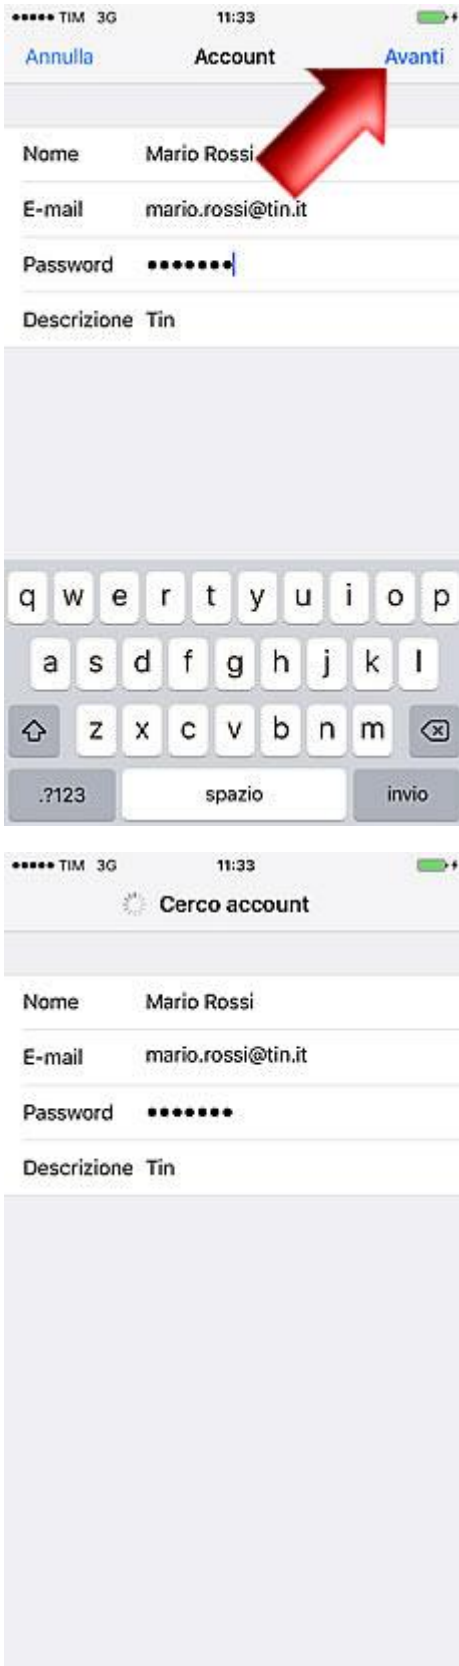 ●●●●● TIM 3G 11:33
Annulla Account Avanti
Nome Mario Rossi
E-mail mario.rossi@tin.it
Password ●●●●●●●
Descrizione Tin
q w e r t y u i o p
a s d f g h j k l
z x c v b n m
.?123 spazio invio
●●●●● TIM 3G 11:33
Cerco account
Nome Mario Rossi
E-mail mario.rossi@tin.it
Password ●●●●●●●
Descrizione Tin